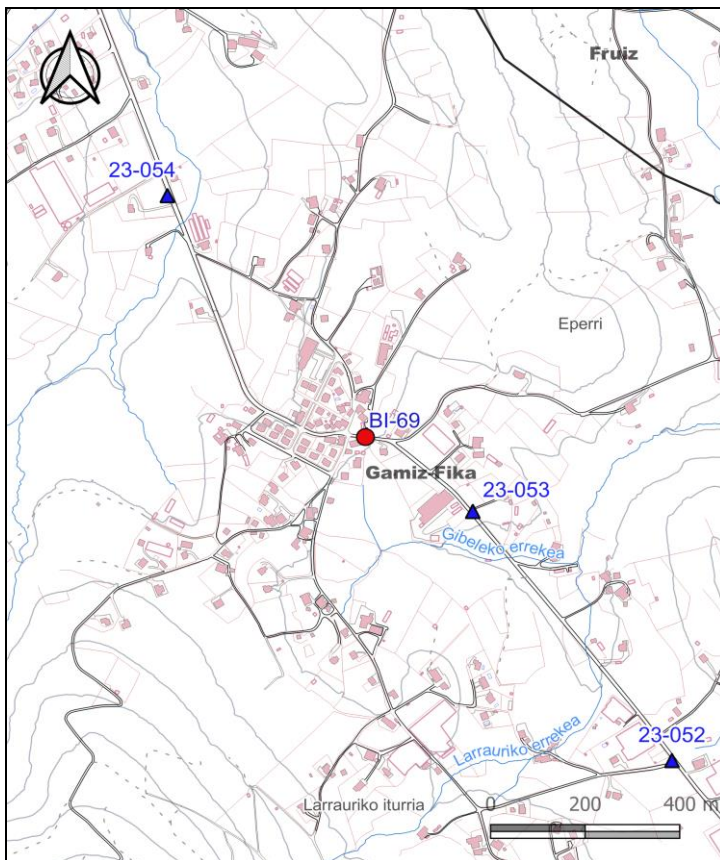 Fruiz
23-054
Eperri
BI-69
Gamiz-Fika
23-053
Gibeleko errekea
23-052
Larrauriko errekea
Larrauriko iturria
0 200 400 m